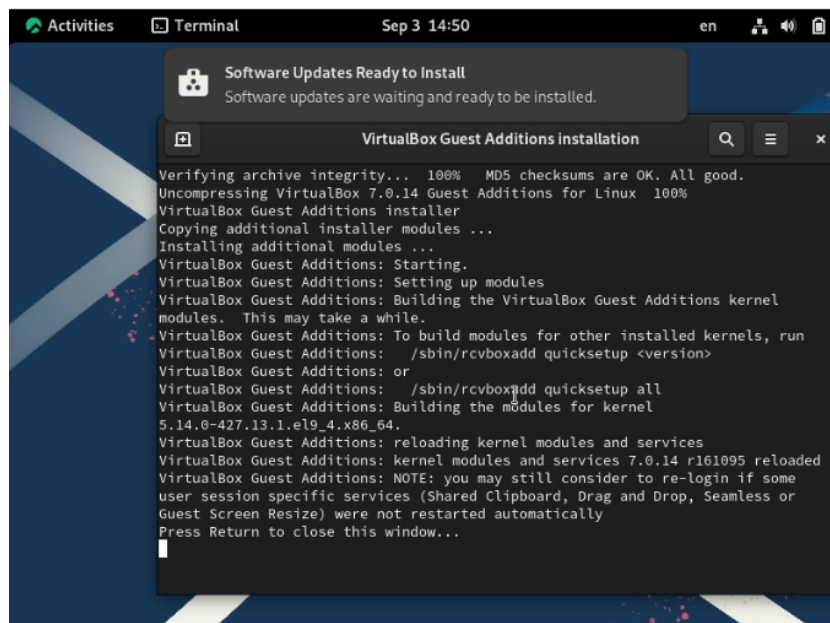 Activities Terminal Sep 3 14:50 en
Software Updates Ready to Install
Software updates are waiting and ready to be installed.
VirtualBox Guest Additions installation
Verifying archive integrity... 100% MD5 checksums are OK. All good.
Uncompressing VirtualBox 7.0.14 Guest Additions for Linux 100%
VirtualBox Guest Additions installer
Copying additional installer modules ...
Installing additional modules ...
VirtualBox Guest Additions: Starting.
VirtualBox Guest Additions: Setting up modules
VirtualBox Guest Additions: Building the VirtualBox Guest Additions kernel
modules. This may take a while.
VirtualBox Guest Additions: To build modules for other installed kernels, run
VirtualBox Guest Additions: /sbin/rcvboxadd quicksetup <version>
VirtualBox Guest Additions: or
VirtualBox Guest Additions: /sbin/rcvboxadd quicksetup all
VirtualBox Guest Additions: Building the modules for kernel
5.14.0-427.13.1.el9_4.x86_64.
VirtualBox Guest Additions: reloading kernel modules and services
VirtualBox Guest Additions: kernel modules and services 7.0.14 r161095 reloaded
VirtualBox Guest Additions: NOTE: you may still consider to re-login if some
user session specific services (Shared Clipboard, Drag and Drop, Seamless or
Guest Screen Resize) were not restarted automatically
Press Return to close this window...